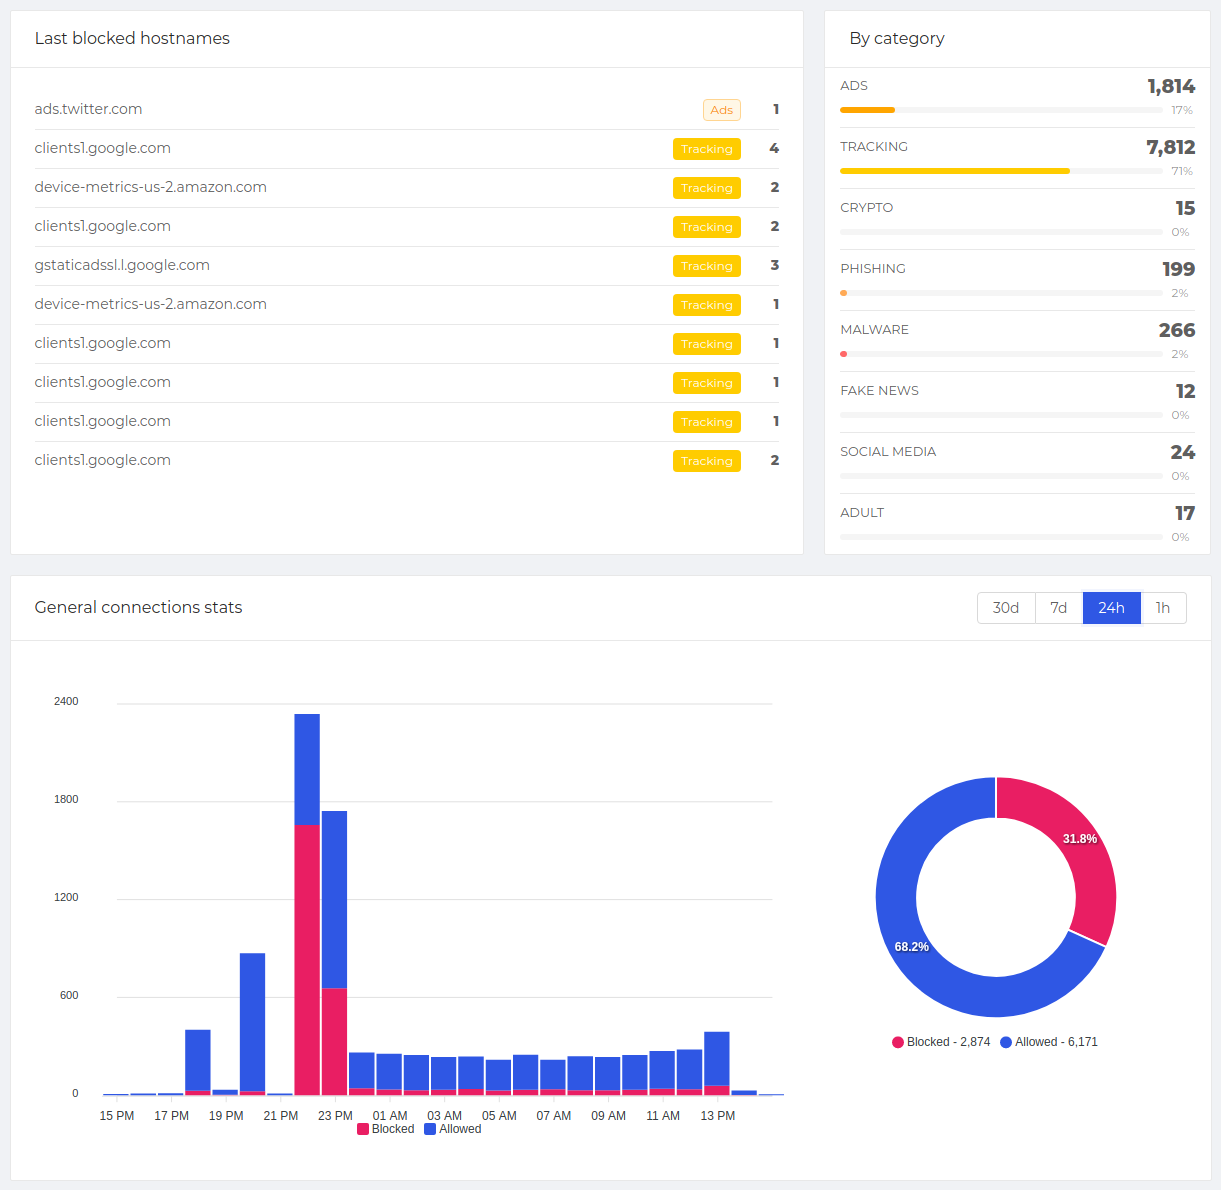 Last blocked hostnames
ads.twitter.com Ads 1
clients1.google.com Tracking 4
device-metrics-us-2.amazon.com Tracking 2
clients1.google.com Tracking 2
gstaticadssl.l.google.com Tracking 3
device-metrics-us-2.amazon.com Tracking 1
clients1.google.com Tracking 1
clients1.google.com Tracking 1
clients1.google.com Tracking 1
clients1.google.com Tracking 2
By category
ADS 1,814
17%
TRACKING 7,812
71%
CRYPTO 15
0%
PHISHING 199
2%
MALWARE 266
2%
FAKE NEWS 12
0%
SOCIAL MEDIA 24
0%
ADULT 17
0%
General connections stats
30d 7d 24h 1h
2400
1800
1200
600
0
15 PM 17 PM 19 PM 21 PM 23 PM 01 AM 03 AM 05 AM 07 AM 09 AM 11 AM 13 PM
Blocked Allowed
31.8%
68.2%
Blocked - 2,874 Allowed - 6,171